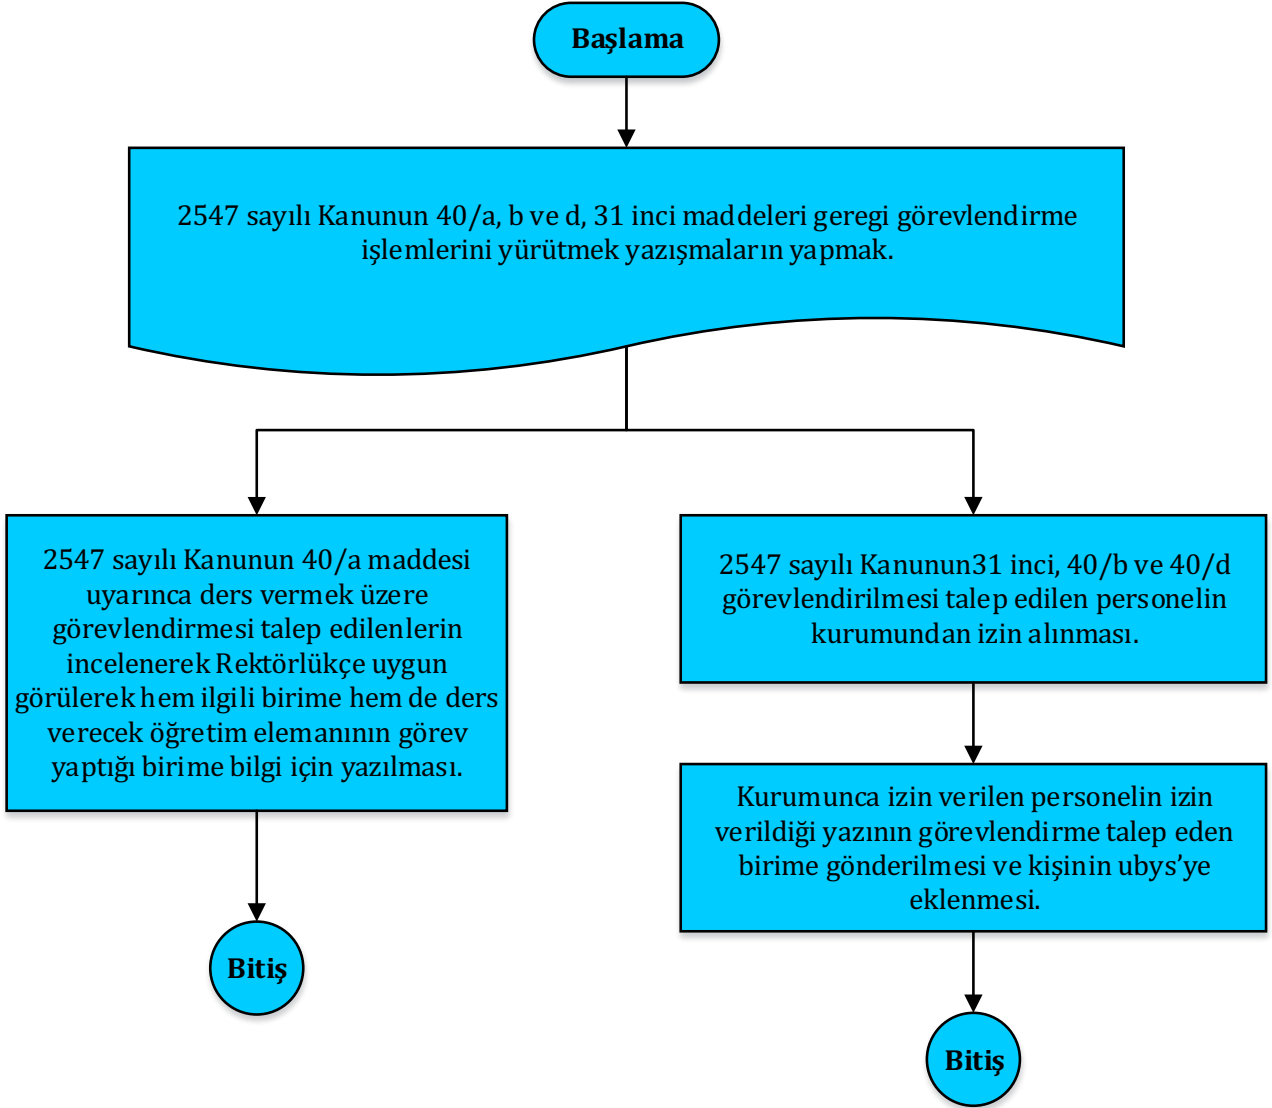 Başlama
2547 sayılı Kanunun 40/a, b ve d, 31 inci maddeleri geregi görevlendirme
işlemlerini yürütmek yazışmaların yapmak.
2547 sayılı Kanunun 40/a maddesi
uyarınca ders vermek üzere
görevlendirmesi talep edilenlerin
incelenerek Rektörlükçe uygun
görülerek hem ilgili birime hem de ders
verecek öğretim elemanının görev
yaptığı birime bilgi için yazılması.
Bitiş
2547 sayılı Kanunun31 inci, 40/b ve 40/d
görevlendirilmesi talep edilen personelin
kurumundan izin alınması.
Kurumunca izin verilen personelin izin
verildiği yazının görevlendirme talep eden
birime gönderilmesi ve kişinin ubys’ye
eklenmesi.
Bitiş